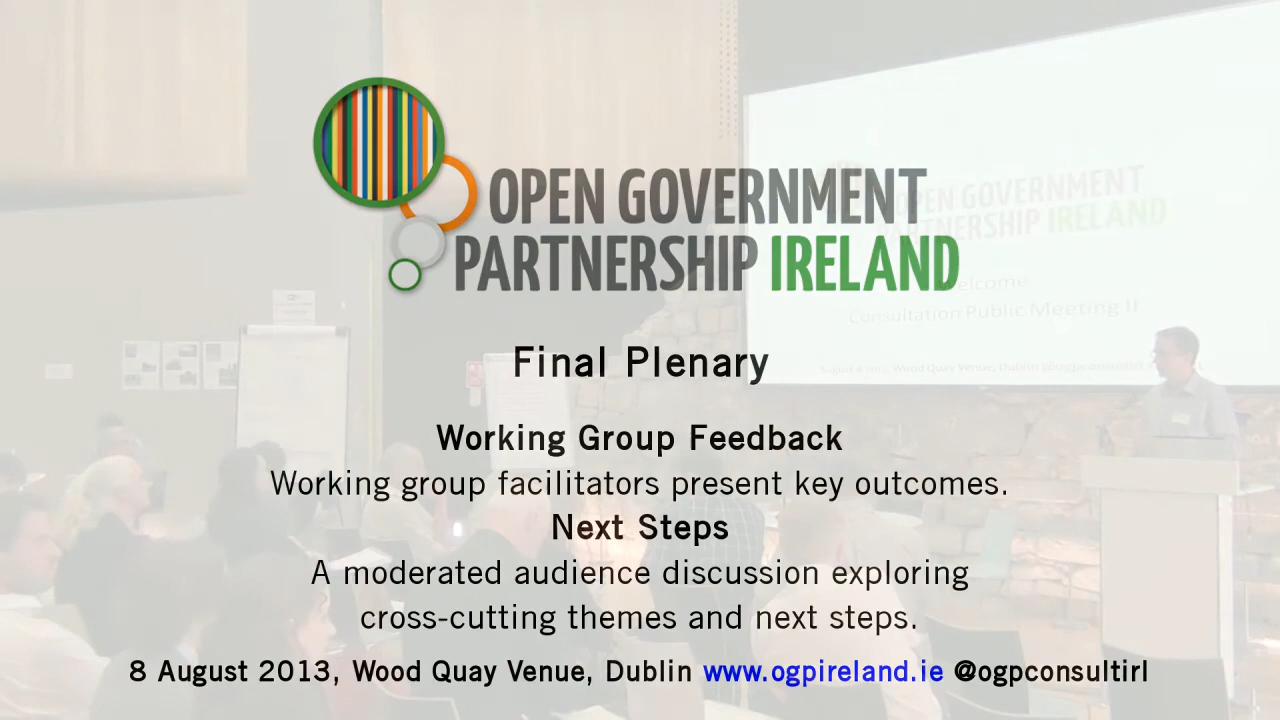 OPEN GOVERNMENT
PARTNERSHIP IRELAND
OPEN GOVERNMENT
PARTNERSHIP IRELAND
Welcome
Consultation Public Meeting II
Final Plenary
Working Group Feedback
Working group facilitators present key outcomes.
Next Steps
A moderated audience discussion exploring
cross-cutting themes and next steps.
8 August 2013, Wood Quay Venue, Dublin www.ogpireland.ie @ogpconsultirl